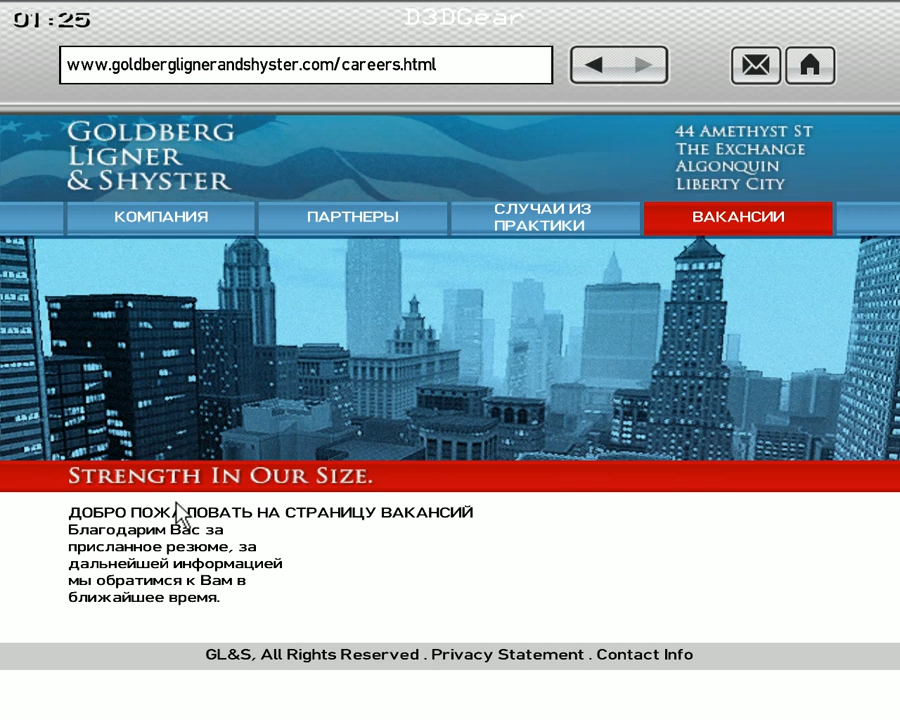 01:25
D3DGear
www.goldberglignerandshyster.com/careers.html
GOLDBERG
LIGNER
& SHYSTER
44 AMETHYST ST
THE EXCHANGE
ALGONQUIN
LIBERTY CITY
КОМПАНИЯ
ПАРТНЕРЫ
СЛУЧАИ ИЗ
ПРАКТИКИ
ВАКАНСИИ
STRENGTH IN OUR SIZE.
ДОБРО ПОЖАЛОВАТЬ НА СТРАНИЦУ ВАКАНСИЙ
Благодарим Вас за
присланное резюме, за
дальнейшей информацией
мы обратимся к Вам в
ближайшее время.
GL&S, All Rights Reserved . Privacy Statement . Contact Info